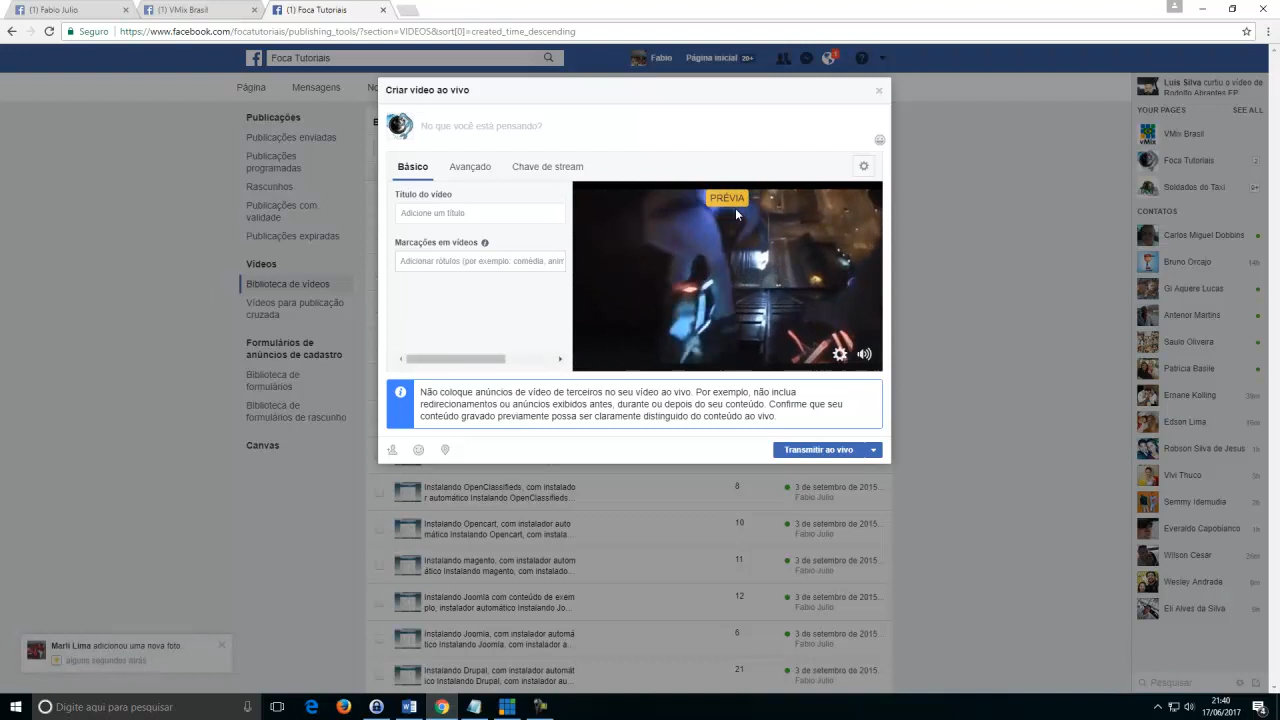 (1) Fabio Julio
(1) VMix Brasil
(1) Foca Tutoriais
Seguro
https://www.facebook.com/focatutoriais/publishing_tools/?section=VIDEOS&sort[0]=created_time_descending
Foca Tutoriais
Fabio
Página inicial 20+
1
Página
Mensagens
No
Publicações
Publicações enviadas
Publicações
programadas
Rascunhos
Publicações com
validade
Publicações expiradas
Vídeos
Biblioteca de vídeos
Vídeos para publicação
cruzada
Formulários de
anúncios de cadastro
Biblioteca de
formulários
Biblioteca de
formulários de rascunho
Canvas
Criar vídeo ao vivo
No que você está pensando?
Básico
Avançado
Chave de stream
Título do vídeo
Adicione um título
Marcações em vídeos
Adicionar rótulos (por exemplo: comédia, anim
PRÉVIA
Não coloque anúncios de vídeo de terceiros no seu vídeo ao vivo. Por exemplo, não inclua
redirecionamentos ou anúncios exibidos antes, durante ou depois do seu conteúdo. Confirme que seu
conteúdo gravado previamente possa ser claramente distinguido do conteúdo ao vivo.
Transmitir ao vivo
Instalando OpenClassifieds, com instalado
r automático Instalando OpenClassifieds...
8
3 de setembro de 2015...
Fabio Julio
Instalando Opencart, com instalador auto
mático Instalando Opencart, com instala...
10
3 de setembro de 2015...
Fabio Julio
Instalando magento, com instalador autom
ático Instalando magento, com instalado...
11
3 de setembro de 2015...
Fabio Julio
Instalando Joomla com conteúdo de exem
plo, instalador automático Instalando Jo...
12
3 de setembro de 2015...
Fabio Julio
Instalando Joomla, com instalador automá
tico Instalando Joomla, com instalador a...
6
3 de setembro de 2015...
Fabio Julio
Instalando Drupal, com instalador automát
ico Instalando Drupal, com instalador au...
21
3 de setembro de 2015...
Fabio Julio
Marli Lima adicionou uma nova foto.
alguns segundos atrás
Luis Silva curtiu o vídeo de
Rodolfo Abrantes EP.
YOUR PAGES
SEE ALL
VMix Brasil
Foca Tutoriais
2
Soldados do Taxi
9+
CONTATOS
Carlos Miguel Dobbins
Bruno Orcajo
14h
Gi Aquere Lucas
Antenor Martins
Saulo Oliveira
Patricia Basile
Ernane Kolling
Edson Lima
Robson Silva de Jesus
1h
Vivi Thuco
Semmy Idemudia
2h
Everaldo Capobianco
1h
Wilson Cesar
Wesley Andrade
Eli Alves da Silva
Pesquisar
Digite aqui para pesquisar
21:40
17/06/2017